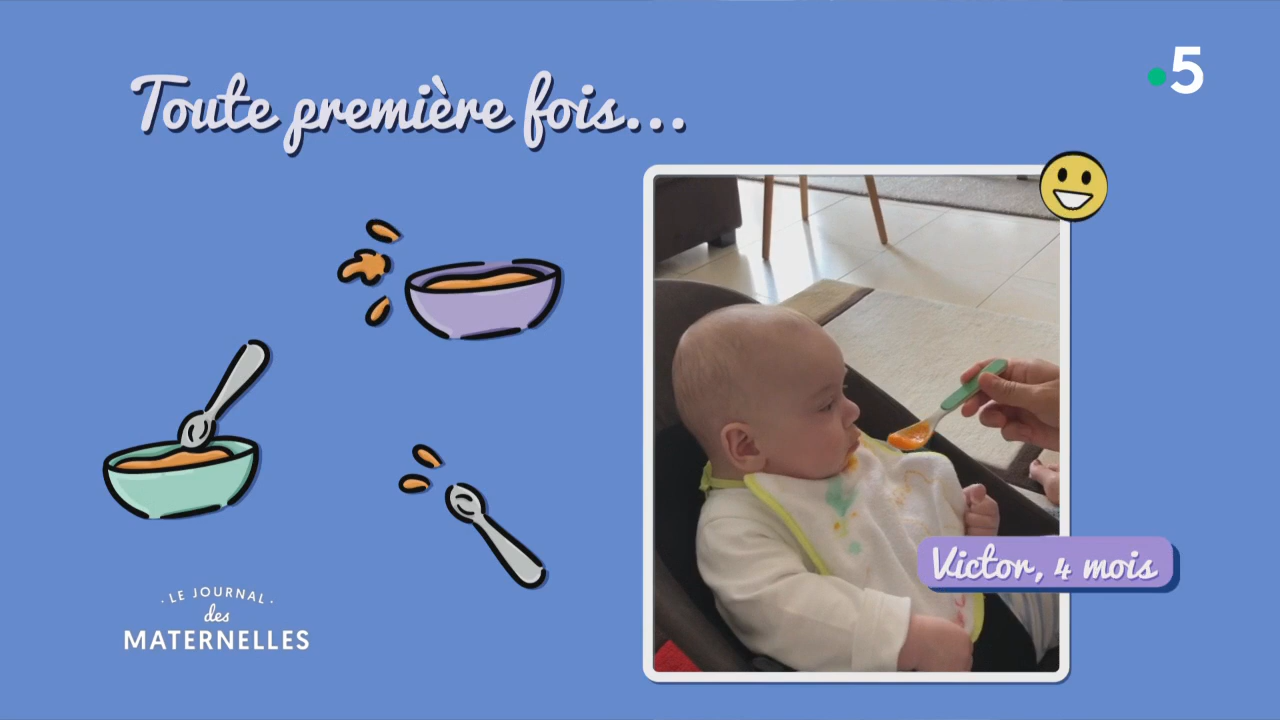 Toute première fois...
5
Victor, 4 mois
. LE JOURNAL .
des
MATERNELLES